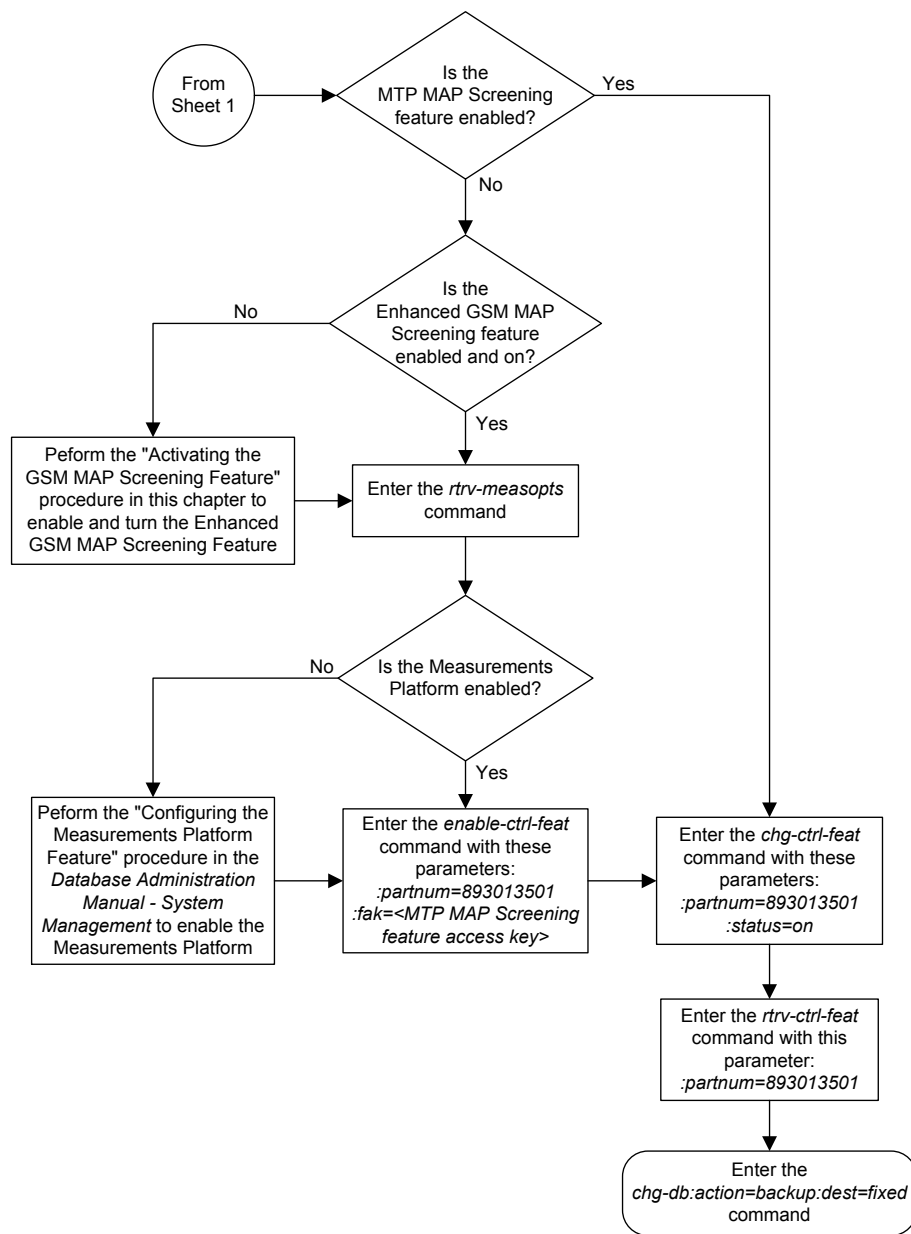 From
Sheet 1
Is the
MTP MAP Screening
feature enabled?
Yes
No
Is the
Enhanced GSM MAP
Screening feature
enabled and on?
No
Yes
Peform the "Activating the
GSM MAP Screening Feature"
procedure in this chapter to
enable and turn the Enhanced
GSM MAP Screening Feature
Enter the rtrv-measopts
command
Is the Measurements
Platform enabled?
No
Yes
Peform the "Configuring the
Measurements Platform
Feature" procedure in the
Database Administration
Manual - System
Management to enable the
Measurements Platform
Enter the enable-ctrl-feat
command with these
parameters:
:partnum=893013501
:fak=<MTP MAP Screening
feature access key>
Enter the chg-ctrl-feat
command with these
parameters:
:partnum=893013501
:status=on
Enter the rtrv-ctrl-feat
command with this
parameter:
:partnum=893013501
Enter the
chg-db:action=backup:dest=fixed
command